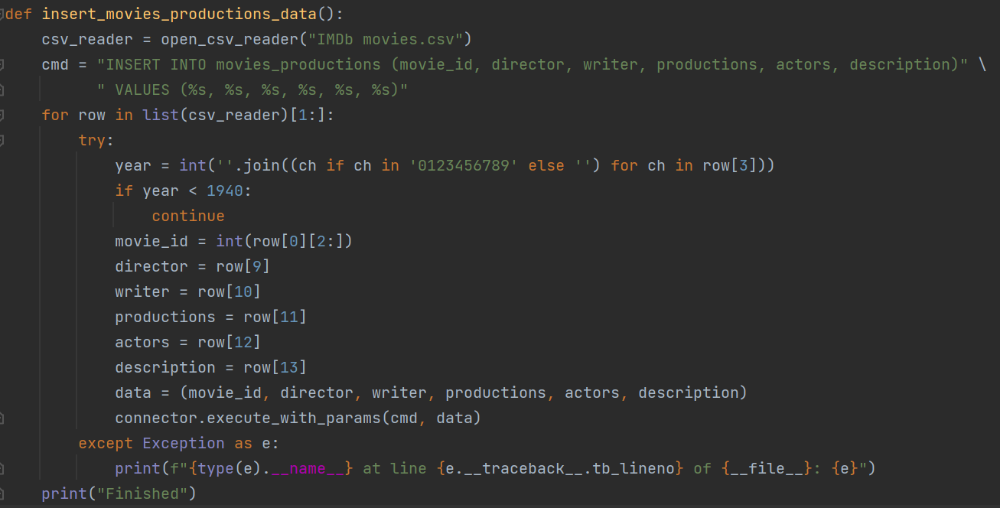 def insert_movies_productions_data():
    csv_reader = open_csv_reader("IMDb movies.csv")
    cmd = "INSERT INTO movies_productions (movie_id, director, writer, productions, actors, description)" \
          " VALUES (%s, %s, %s, %s, %s, %s)"
    for row in list(csv_reader)[1:]:
        try:
            year = int(''.join((ch if ch in '0123456789' else '') for ch in row[3]))
            if year < 1940:
                continue
            movie_id = int(row[0][2:])
            director = row[9]
            writer = row[10]
            productions = row[11]
            actors = row[12]
            description = row[13]
            data = (movie_id, director, writer, productions, actors, description)
            connector.execute_with_params(cmd, data)
        except Exception as e:
            print(f"{type(e).__name__} at line {e.__traceback__.tb_lineno} of {__file__}: {e}")
    print("Finished")